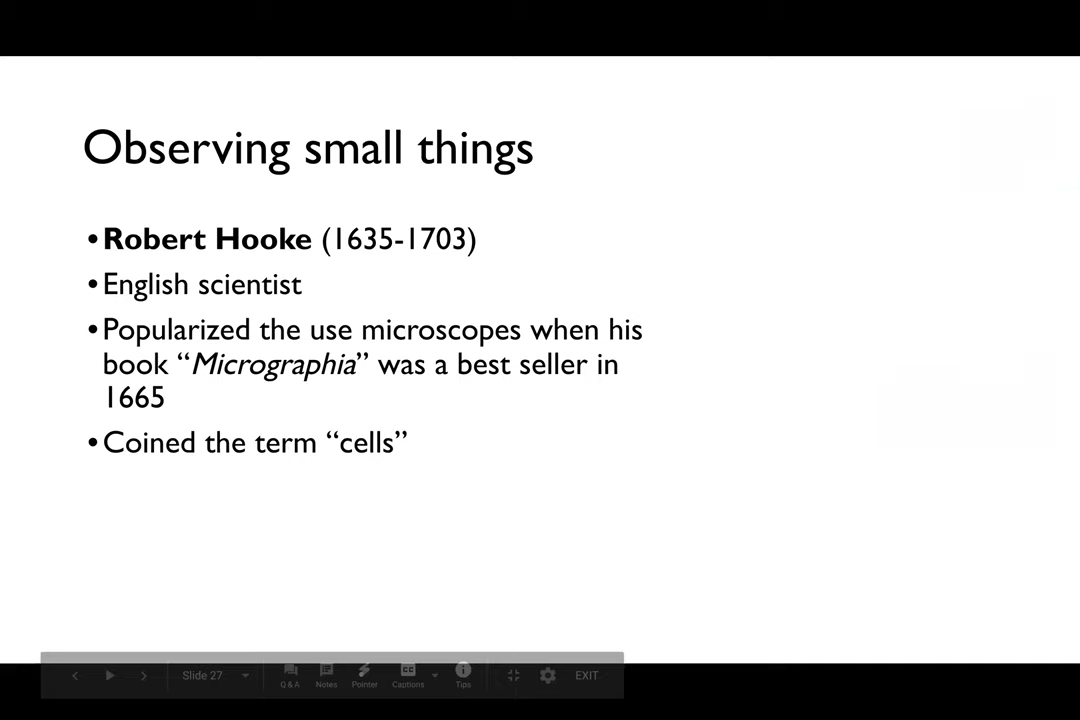 Observing small things
•Robert Hooke (1635-1703)
•English scientist
•Popularized the use microscopes when his
book “Micrographia” was a best seller in
1665
•Coined the term “cells”
Slide 27
Q & A Notes Pointer Captions Tips EXIT